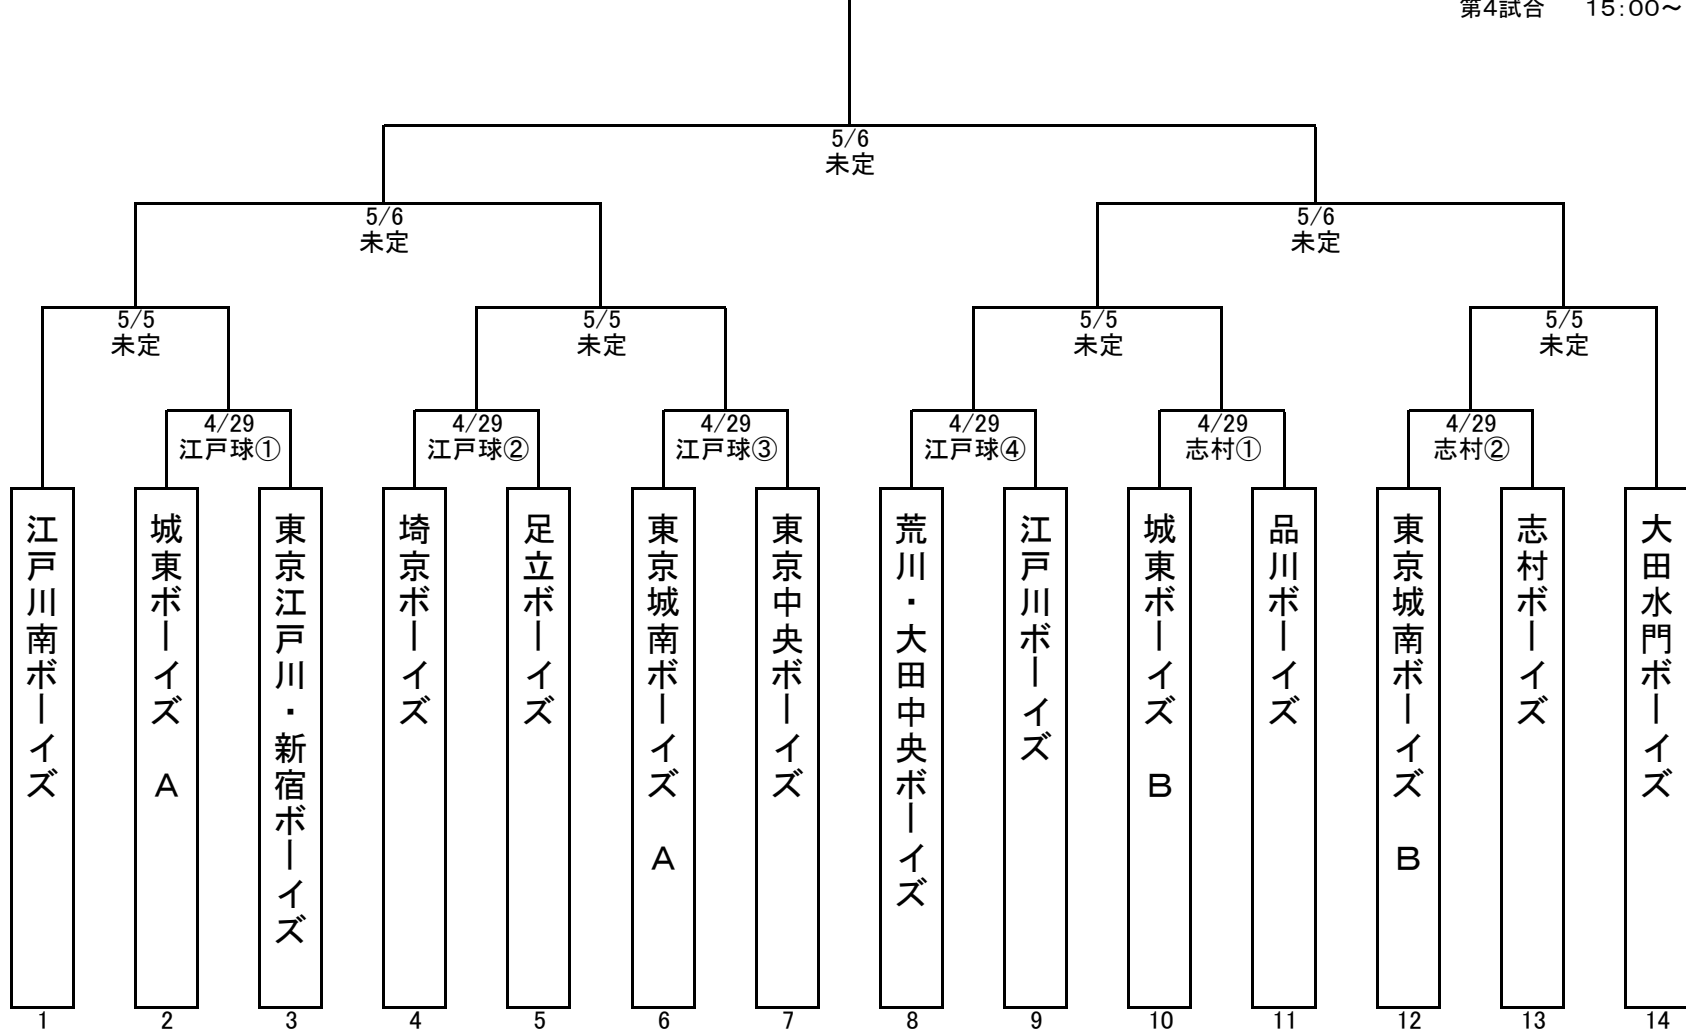 第4試合　15:00～
5/6
未定
5/6
未定
5/6
未定
5/5
未定
5/5
未定
5/5
未定
5/5
未定
4/29
江戸球①
4/29
江戸球②
4/29
江戸球③
4/29
江戸球④
4/29
志村①
4/29
志村②
江戸川南ボーイズ
城東ボーイズ　A
東京江戸川・新宿ボーイズ
埼京ボーイズ
足立ボーイズ
東京城南ボーイズ　A
東京中央ボーイズ
荒川・大田中央ボーイズ
江戸川ボーイズ
城東ボーイズ　B
品川ボーイズ
東京城南ボーイズ　B
志村ボーイズ
大田水門ボーイズ
1
2
3
4
5
6
7
8
9
10
11
12
13
14